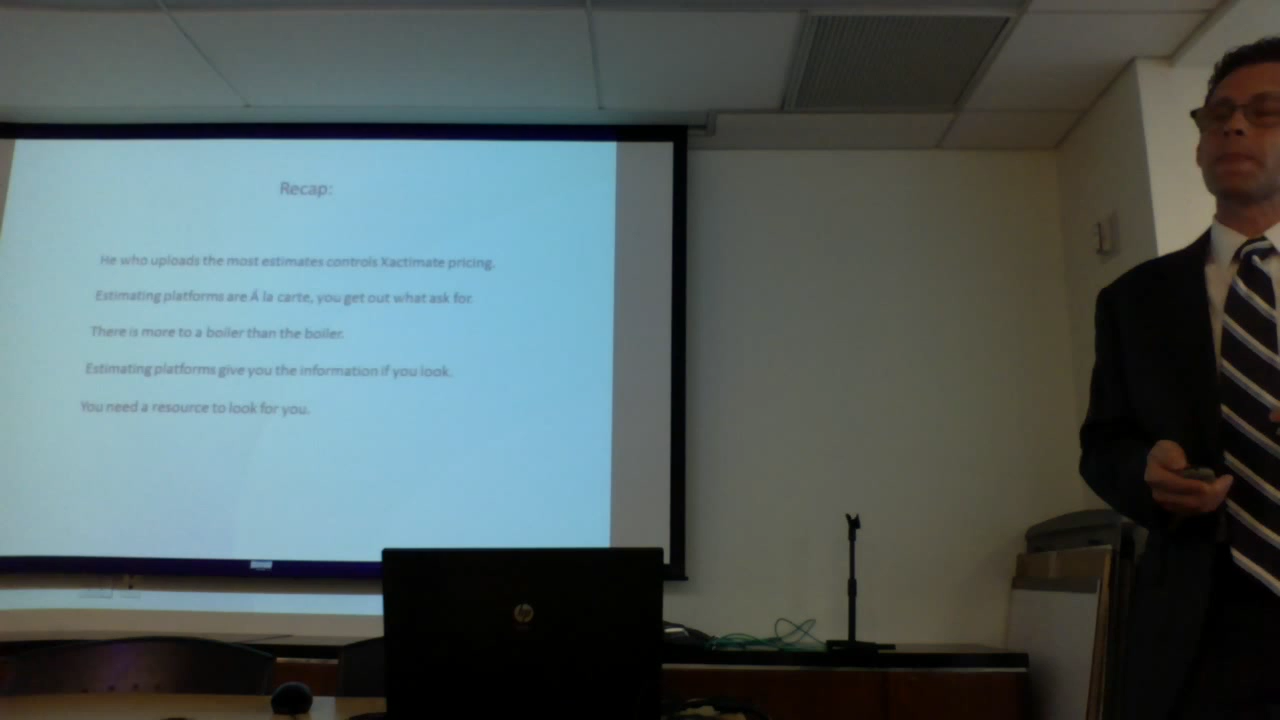 Recap:
He who uploads the most estimates controls Xactimate pricing.
Estimating platforms are Á la carte, you get out what ask for.
There is more to a boiler than the boiler.
Estimating platforms give you the information if you look.
You need a resource to look for you.
hp